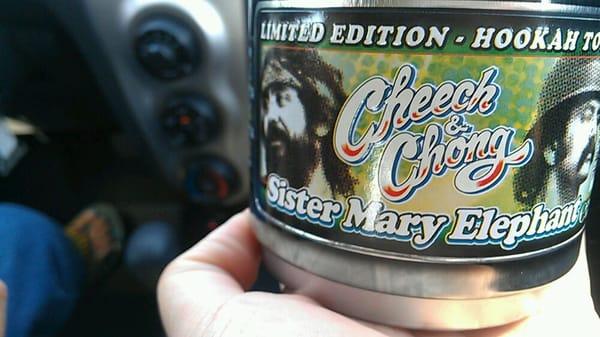 LIMITED EDITION - HOOKAH TO
Cheech
&
Chong
Sister Mary Elephant